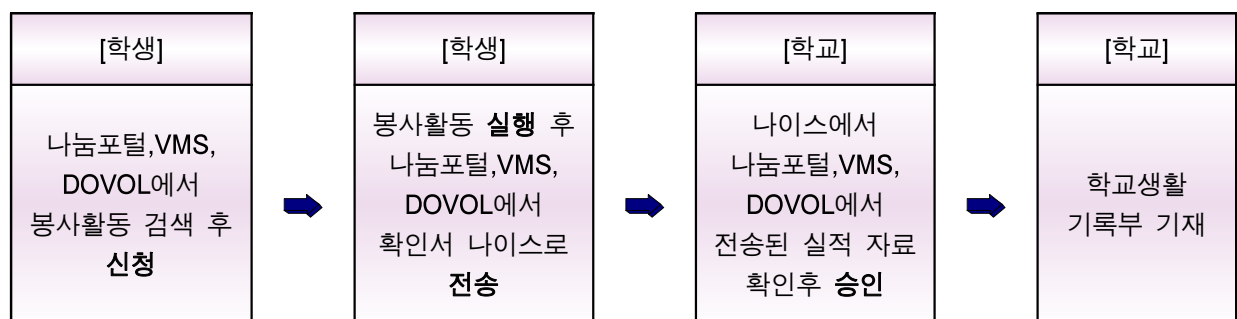 [학생]
나눔포털,VMS,
DOVOL에서
봉사활동 검색 후
신청
[학생]
봉사활동 실행 후
나눔포털,VMS,
DOVOL에서
확인서 나이스로
전송
[학교]
나이스에서
나눔포털,VMS,
DOVOL에서
전송된 실적 자료
확인후 승인
[학교]
학교생활
기록부 기재